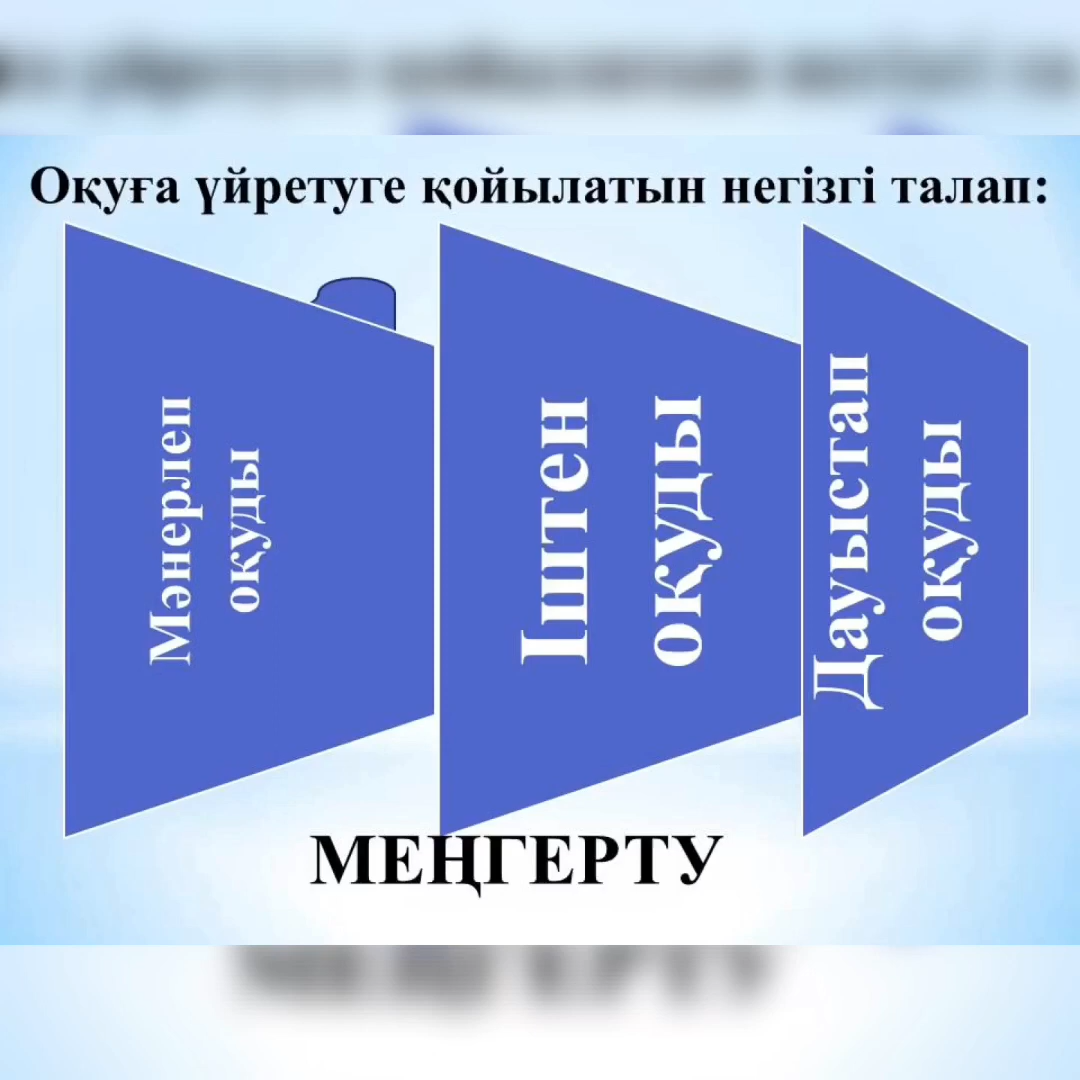 Оқуға үйретуге қойылатын негізгі талап:
Мәнерлеп
оқуды
Іштен
оқуды
Дауыстап
оқуды
МЕҢГЕРТУ